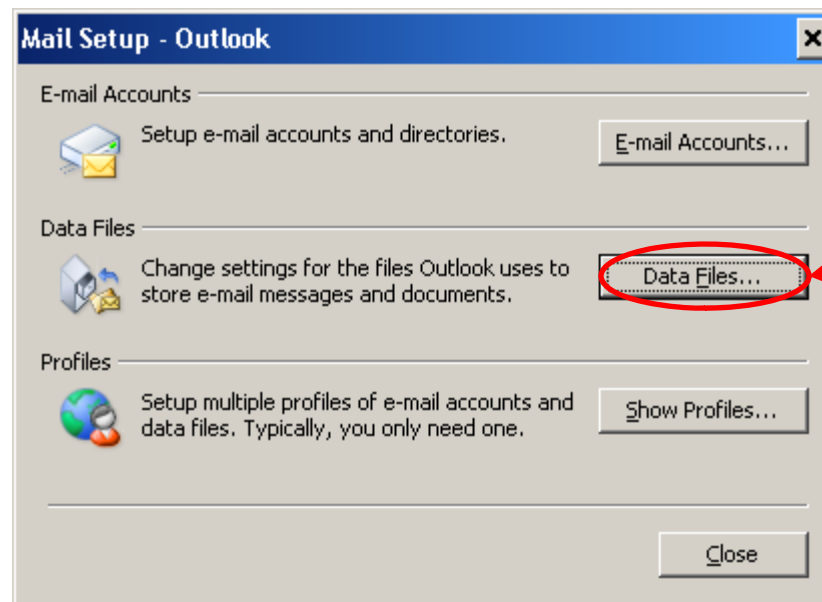 Mail Setup - Outlook
E-mail Accounts
Setup e-mail accounts and directories.
E-mail Accounts...
Data Files
Change settings for the files Outlook uses to
store e-mail messages and documents.
Data Files...
Profiles
Setup multiple profiles of e-mail accounts and
data files. Typically, you only need one.
Show Profiles...
Close